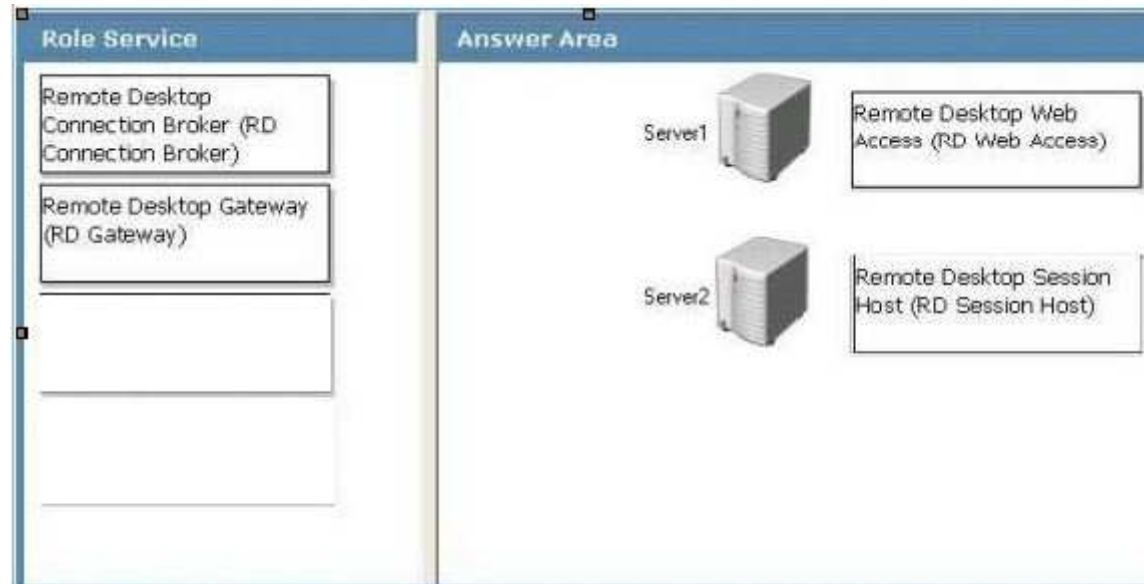 Role Service
Remote Desktop
Connection Broker (RD
Connection Broker)
Remote Desktop Gateway
(RD Gateway)
Answer Area
Server1
Remote Desktop Web
Access (RD Web Access)
Server2
Remote Desktop Session
Host (RD Session Host)